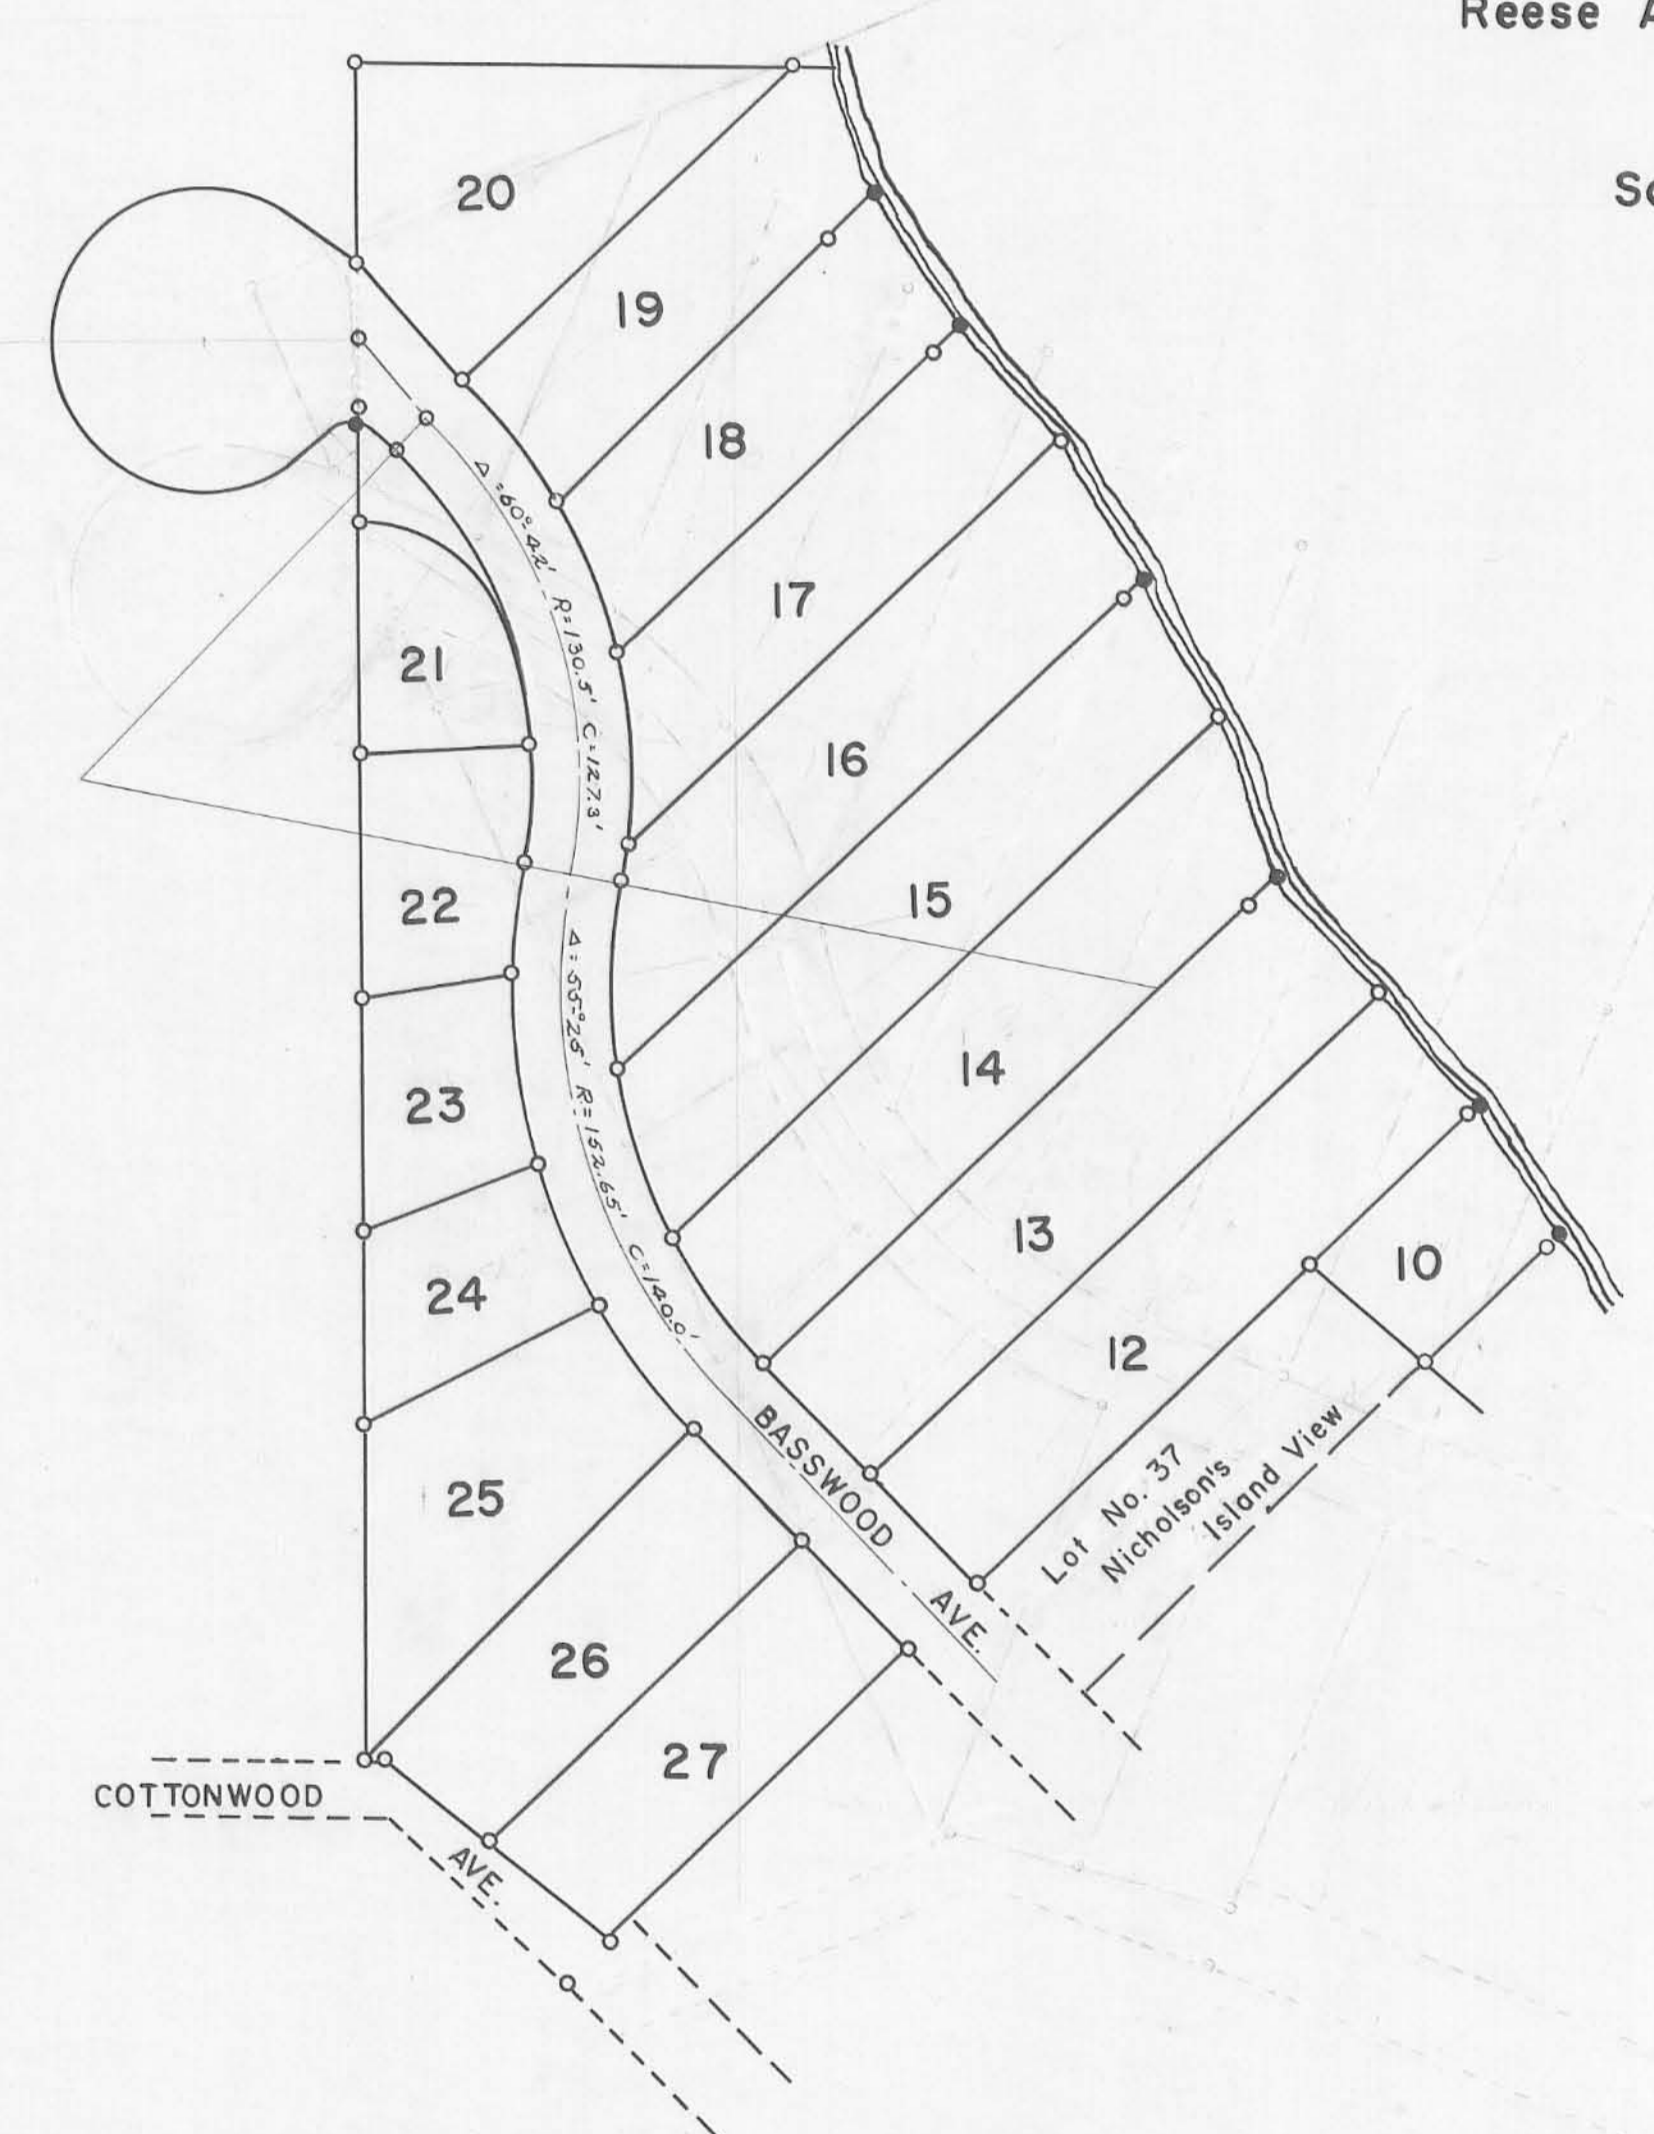 Reese
20
19
18
Δ = 60°-42' R=130.5' C=127.3'
17
21
16
22
15
Δ = 55°-25' R=152.65' C=140.0'
14
23
13
24
10
12
BASSWOOD AVE.
Lot No. 37
Nicholson's
Island View
25
26
27
COTTONWOOD AVE.